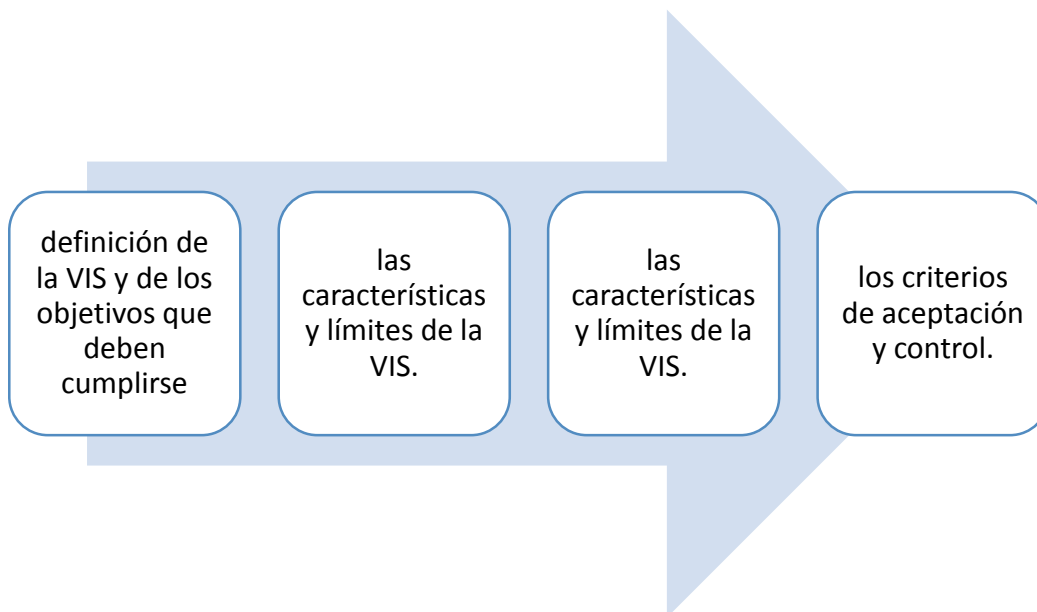 definición de
la VIS y de los
objetivos que
deben
cumplirse
las
características
y límites de la
VIS.
las
características
y límites de la
VIS.
los criterios
de aceptación
y control.